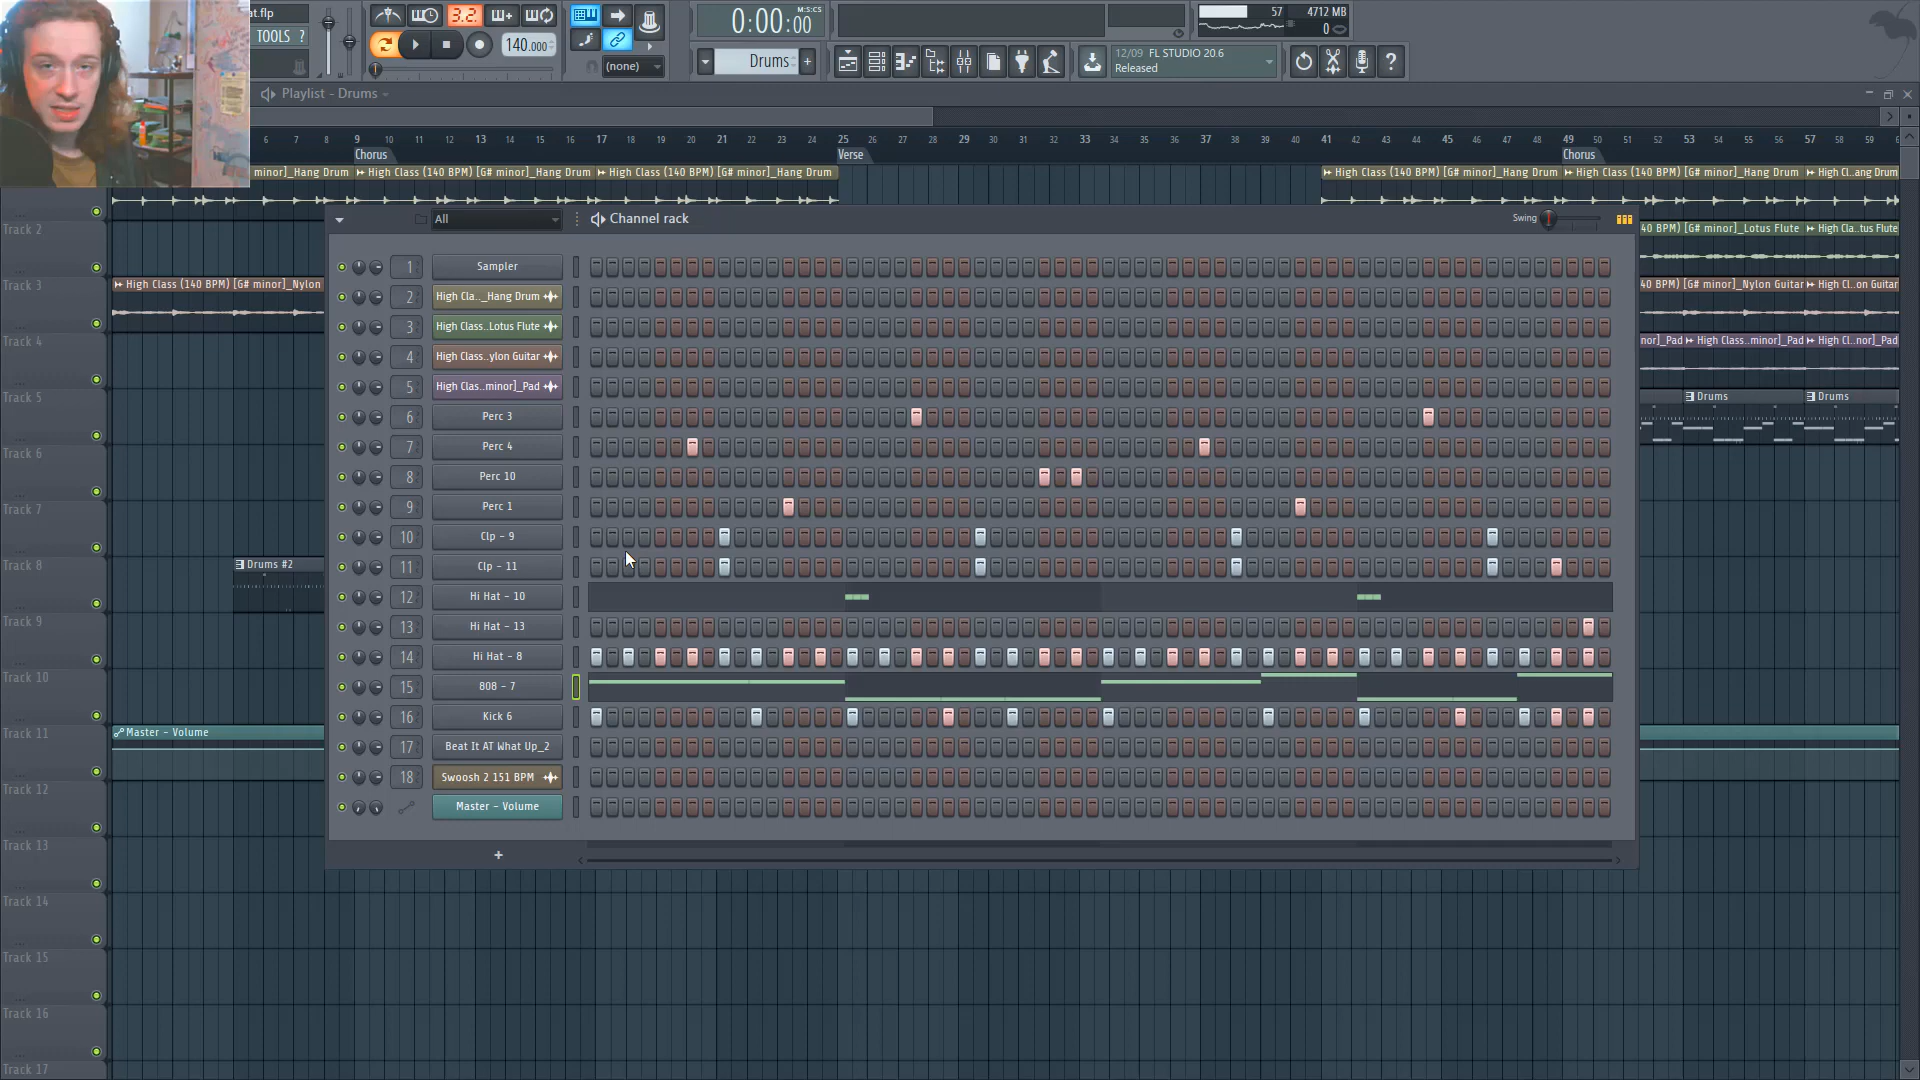 at.flp
TOOLS ?
3.2
140.000
(none)
0:00:00
M:S:CS
Drums
57
4712 MB
0
12/09 FL STUDIO 20.6
Released
Playlist - Drums
6 7 8 9 10 11 12 13 14 15 16 17 18 19 20 21 22 23 24 25 26 27 28 29 30 31 32 33 34 35 36 37 38 39 40 41 42 43 44 45 46 47 48 49 50 51 52 53 54 55 56 57 58 59
Chorus
Verse
Chorus
minor]_Hang Drum
High Class (140 BPM) [G# minor]_Hang Drum
High Class (140 BPM) [G# minor]_Hang Drum
High Class (140 BPM) [G# minor]_Hang Drum
High Class (140 BPM) [G# minor]_Hang Drum
High Cl..ang Drum
Track 2
40 BPM) [G# minor]_Lotus Flute
High Cla..tus Flute
Track 3
High Class (140 BPM) [G# minor]_Nylon
40 BPM) [G# minor]_Nylon Guitar
High Cl..on Guitar
Track 4
nor]_Pad
High Class..minor]_Pad
High Cl..nor]_Pad
Track 5
Drums
Drums
Track 6
Track 7
Track 8
Drums #2
Track 9
Track 10
Track 11
Master - Volume
Track 12
Track 13
Track 14
Track 15
Track 16
Track 17
All
Channel rack
Swing
1 Sampler
2 High Cla.._Hang Drum
3 High Class..Lotus Flute
4 High Class..ylon Guitar
5 High Clas..minor]_Pad
6 Perc 3
7 Perc 4
8 Perc 10
9 Perc 1
10 Clp - 9
11 Clp - 11
12 Hi Hat - 10
13 Hi Hat - 13
14 Hi Hat - 8
15 808 - 7
16 Kick 6
17 Beat It AT What Up_2
18 Swoosh 2 151 BPM
Master - Volume
+